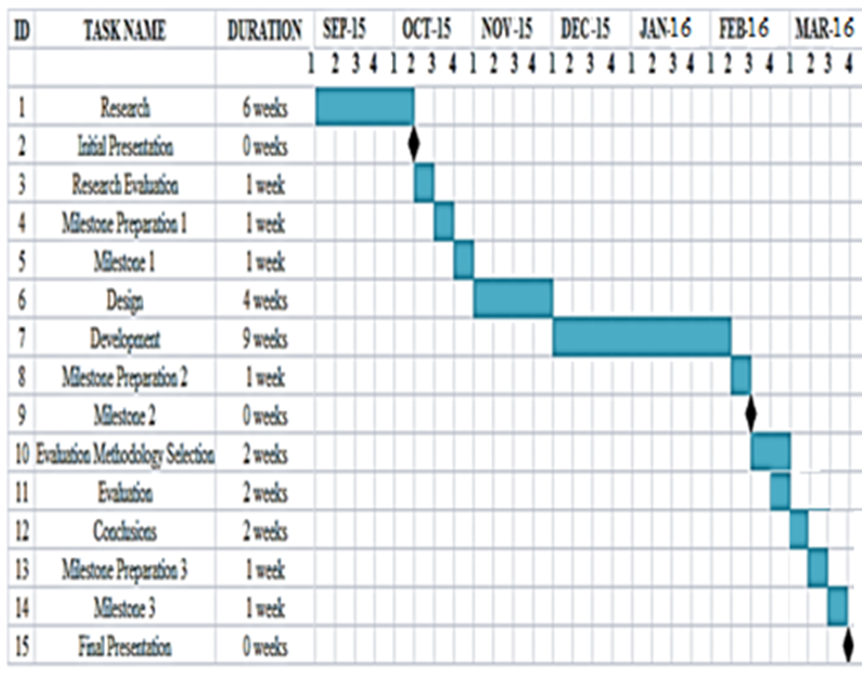 ID TASK NAME DURATION SEP-15 OCT-15 NOV-15 DEC-15 JAN-16 FEB-16 MAR-16
1 2 3 4 1 2 3 4 1 2 3 4 1 2 3 4 1 2 3 4 1 2 3 4 1 2 3 4
1 Research 6 weeks
2 Initial Presentation 0 weeks
3 Research Evaluation 1 week
4 Milestone Preparation 1 1 week
5 Milestone 1 1 week
6 Design 4 weeks
7 Development 9 weeks
8 Milestone Preparation 2 1 week
9 Milestone 2 0 weeks
10 Evaluation Methodology Selection 2 weeks
11 Evaluation 2 weeks
12 Conclusions 2 weeks
13 Milestone Preparation 3 1 week
14 Milestone 3 1 week
15 Final Presentation 0 weeks